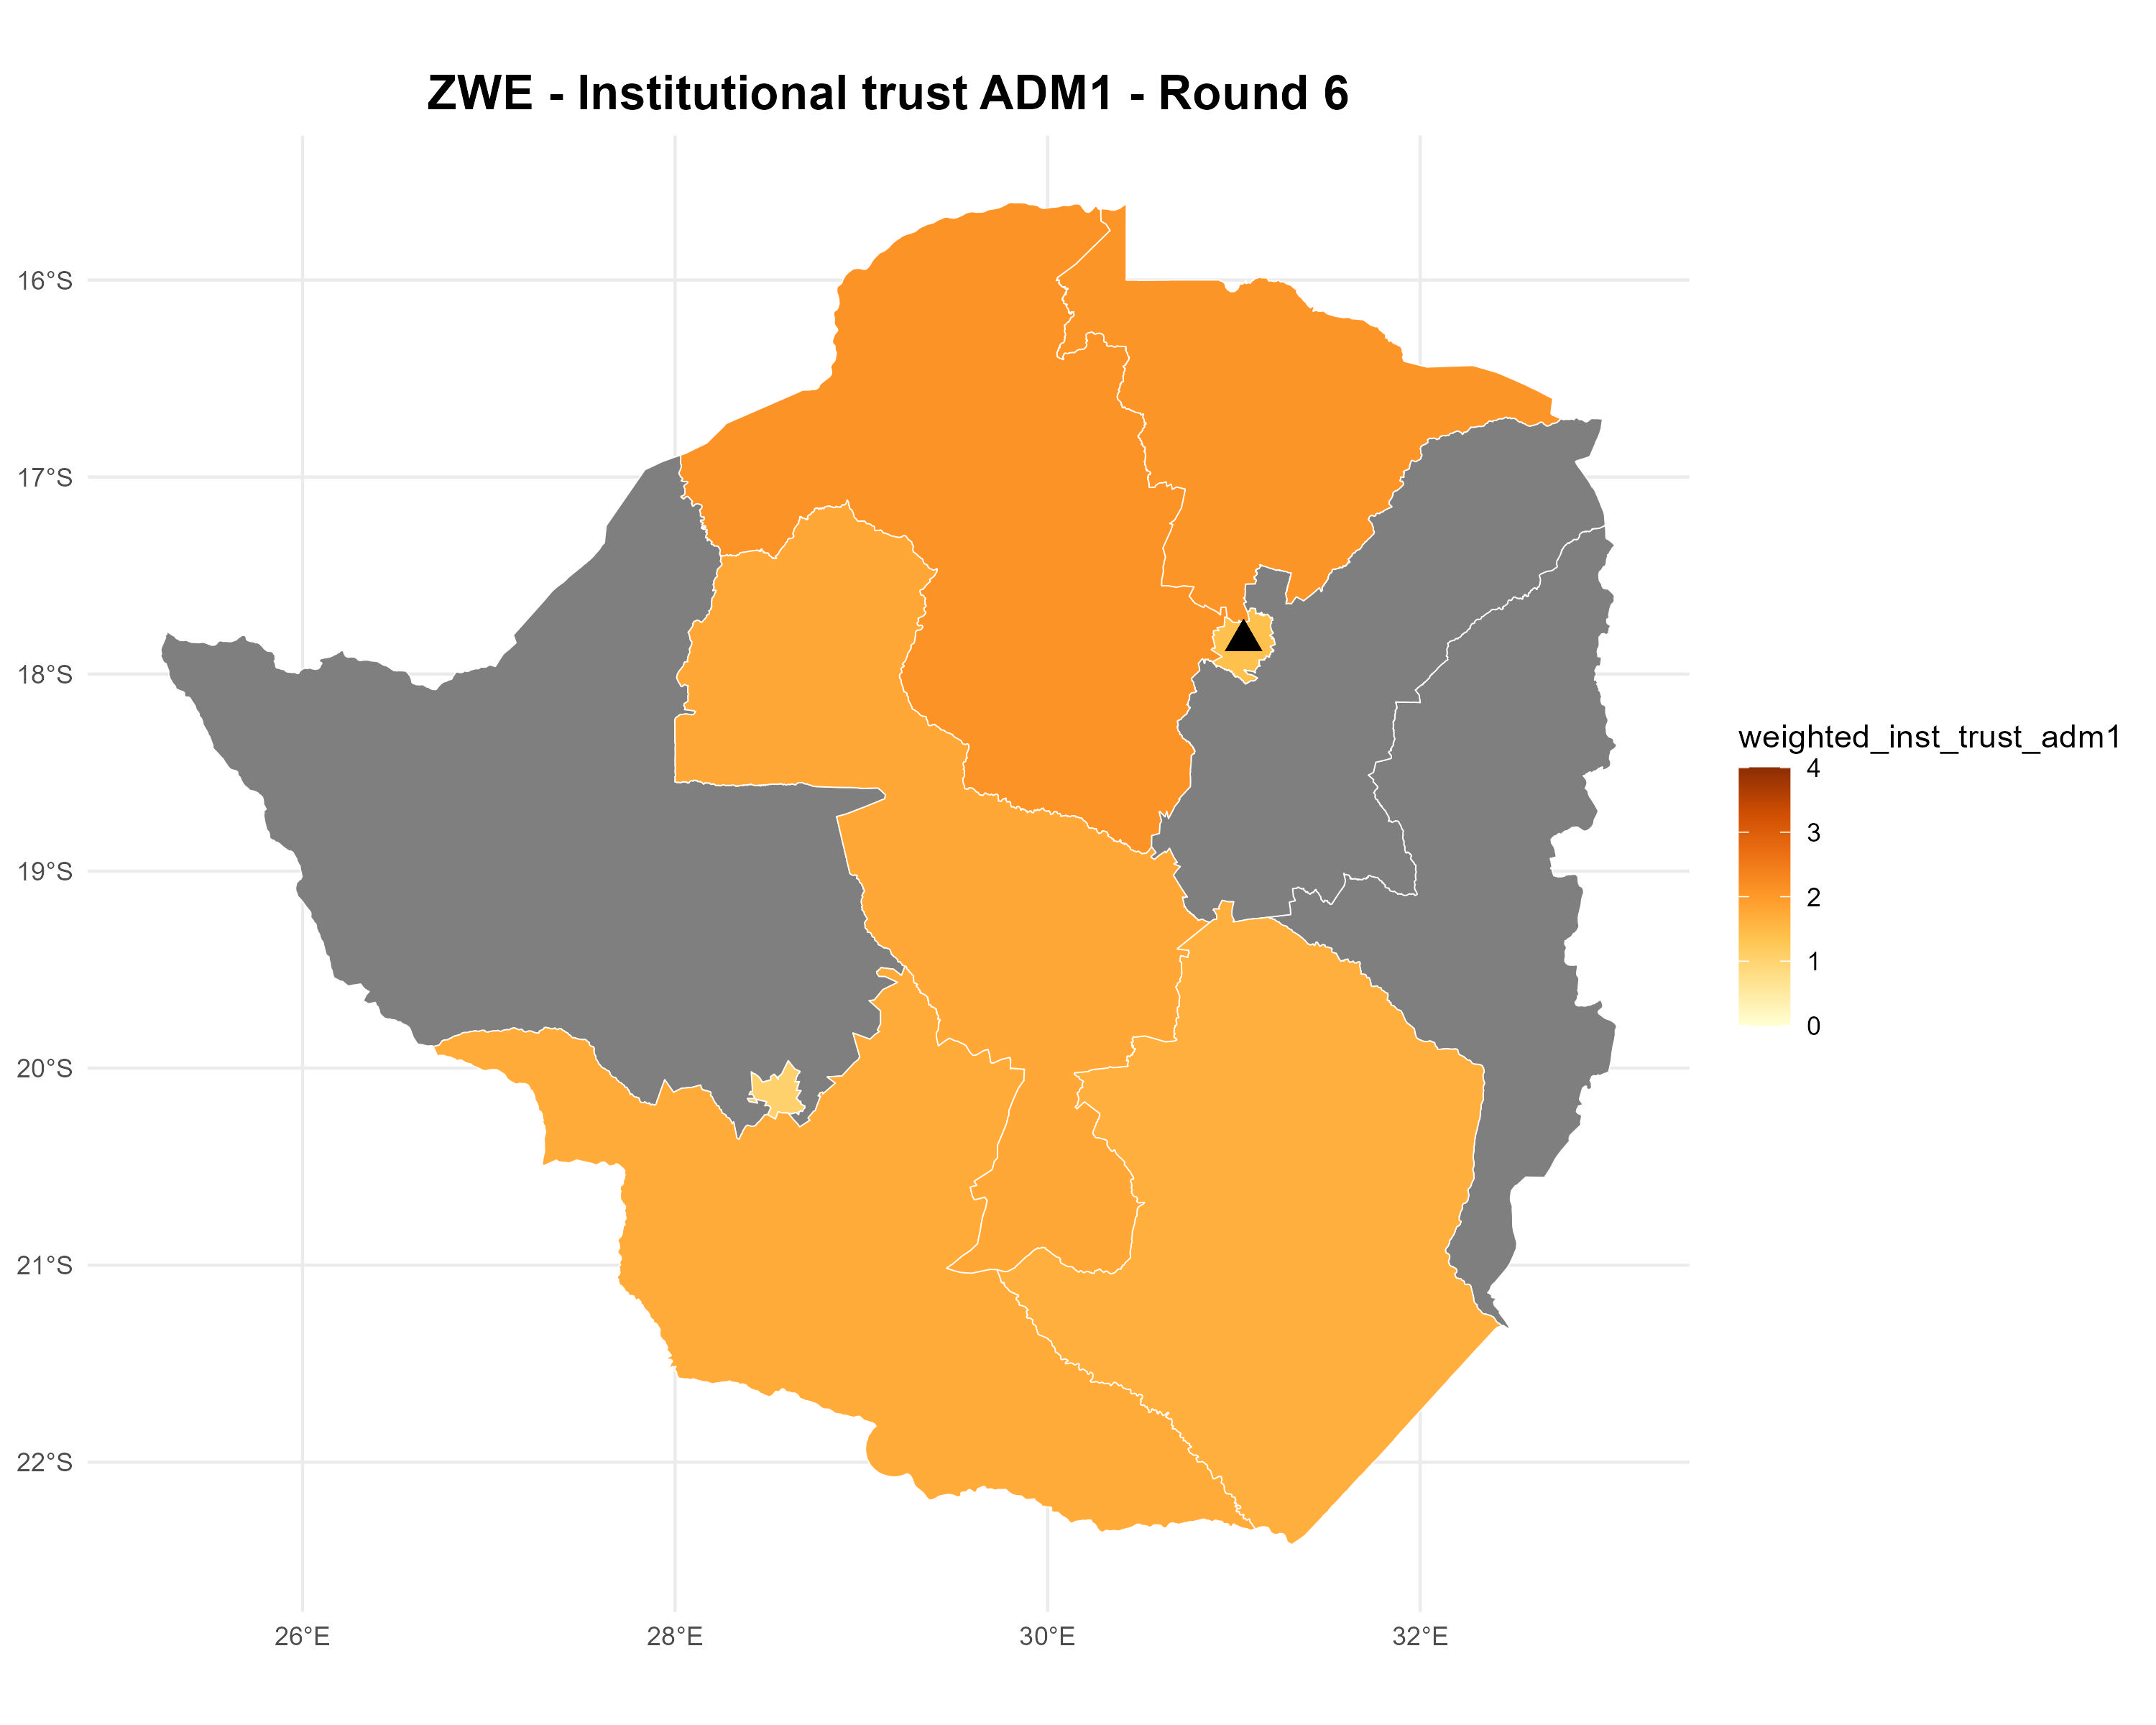 ZWE - Institutional trust ADM1 - Round 6
16°S
17°S
18°S
19°S
20°S
21°S
22°S
26°E
28°E
30°E
32°E
weighted_inst_trust_adm1
4
3
2
1
0